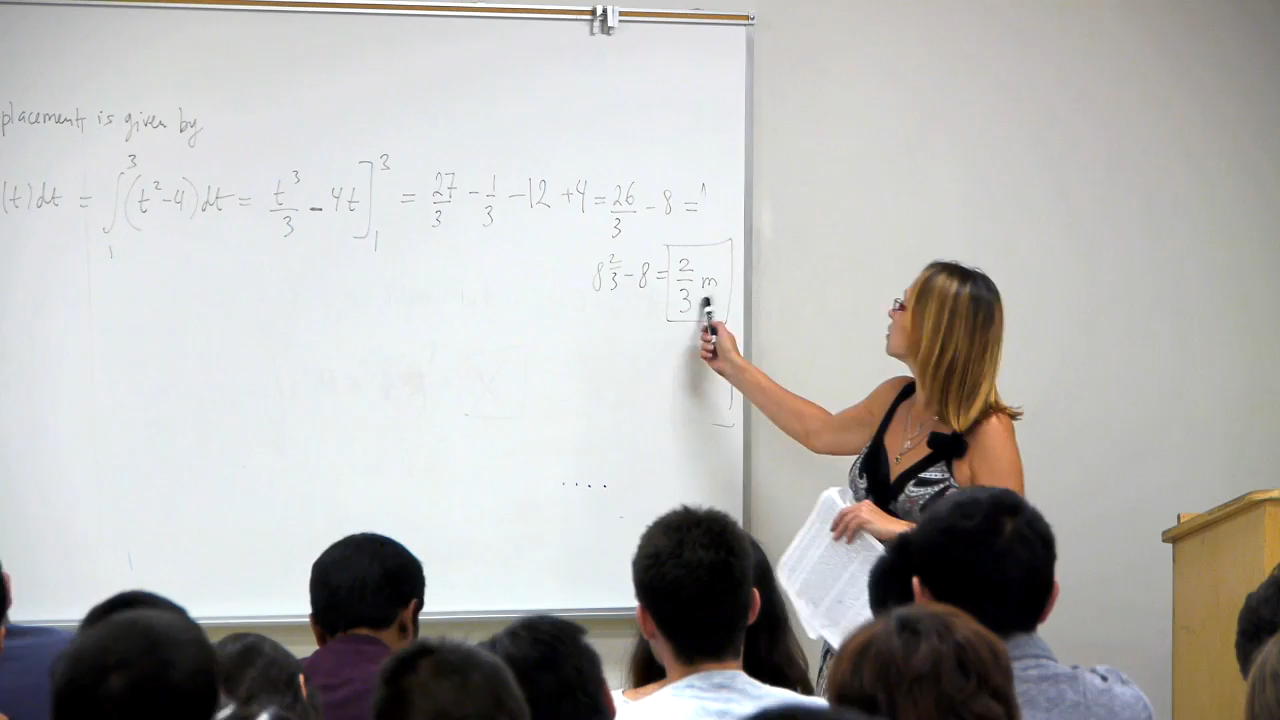 placement is given by
(t)dt = ∫₁³ (t²-4)dt = t³/3 - 4t]₁³ = 27/3 - 1/3 - 12 + 4 = 26/3 - 8 =
8 2/3 - 8 = 2/3 m